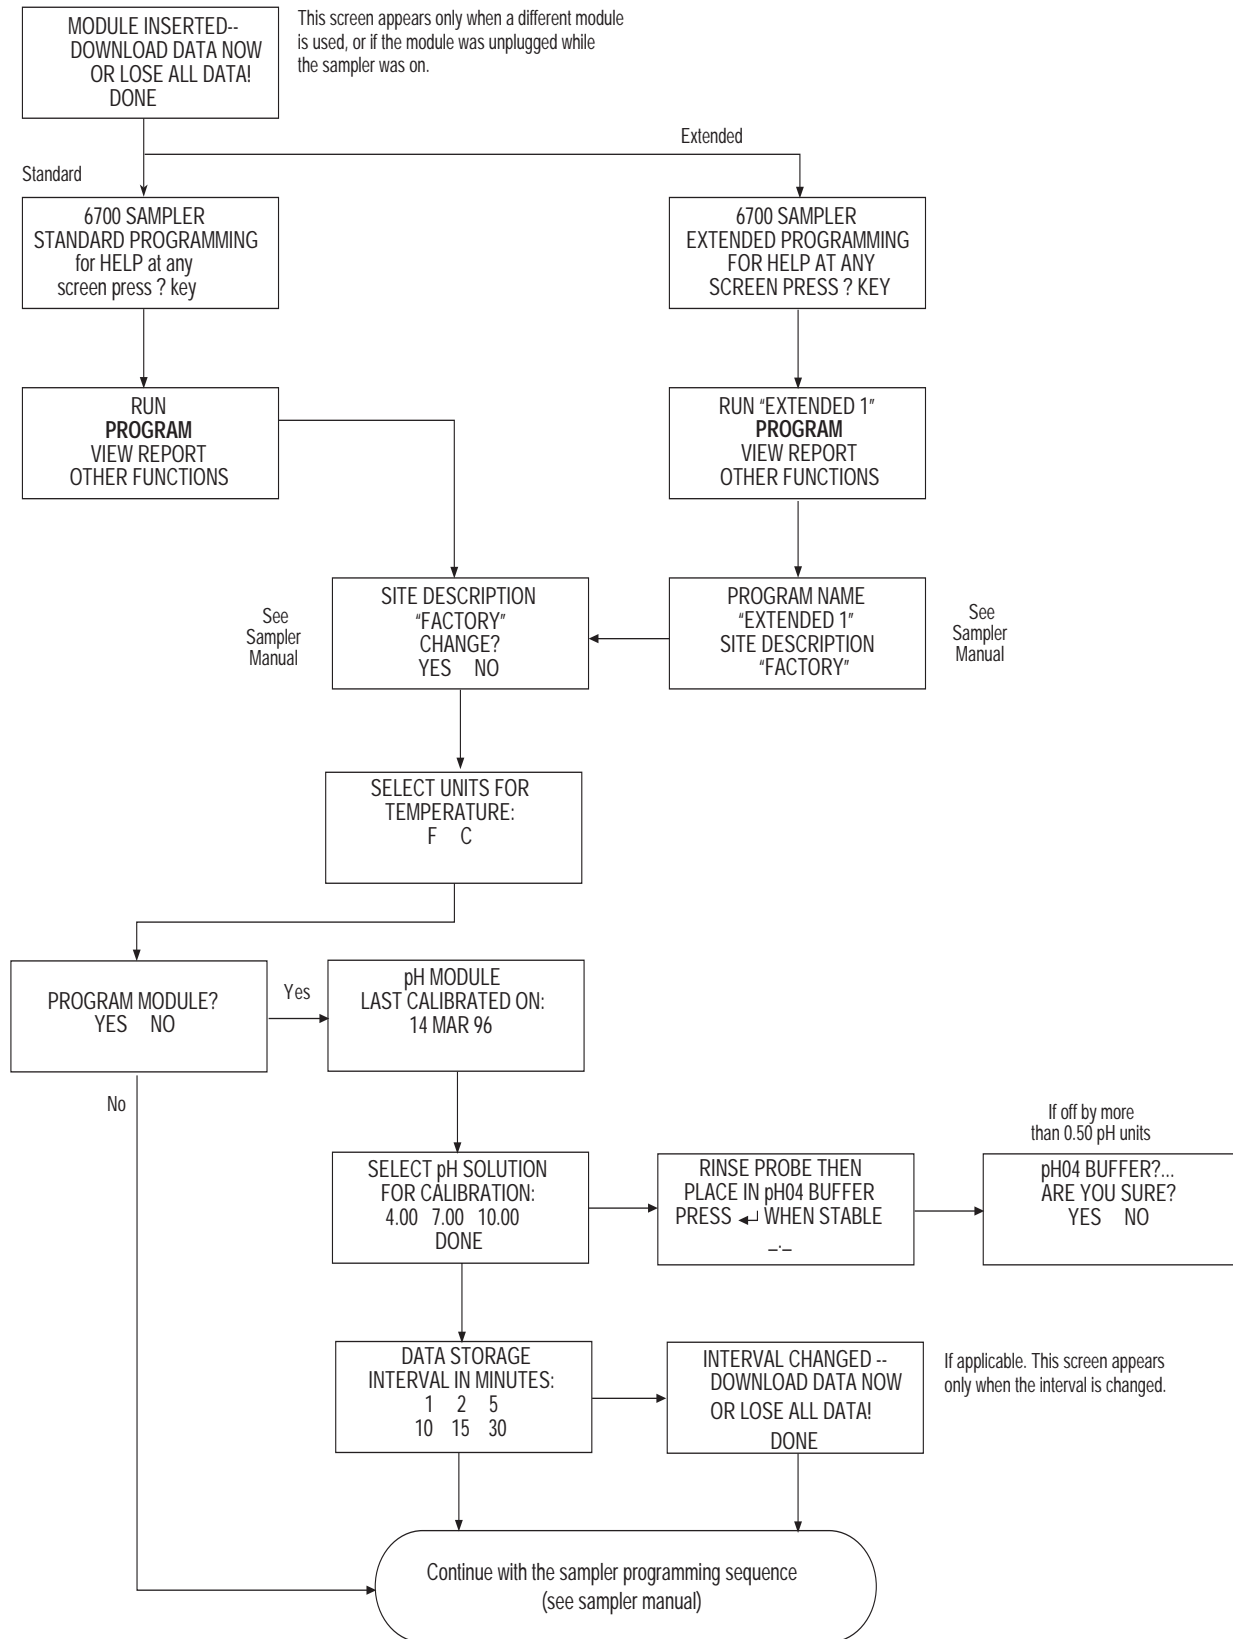 MODULE INSERTED--
DOWNLOAD DATA NOW
OR LOSE ALL DATA!
DONE
This screen appears only when a different module
is used, or if the module was unplugged while
the sampler was on.
Extended
Standard
6700 SAMPLER
STANDARD PROGRAMMING
for HELP at any
screen press ? key
6700 SAMPLER
EXTENDED PROGRAMMING
FOR HELP AT ANY
SCREEN PRESS ? KEY
RUN
PROGRAM
VIEW REPORT
OTHER FUNCTIONS
RUN "EXTENDED 1"
PROGRAM
VIEW REPORT
OTHER FUNCTIONS
See
Sampler
Manual
SITE DESCRIPTION
"FACTORY"
CHANGE?
YES NO
PROGRAM NAME
"EXTENDED 1"
SITE DESCRIPTION
"FACTORY"
See
Sampler
Manual
SELECT UNITS FOR
TEMPERATURE:
F C
PROGRAM MODULE?
YES NO
Yes
pH MODULE
LAST CALIBRATED ON:
14 MAR 96
No
SELECT pH SOLUTION
FOR CALIBRATION:
4.00 7.00 10.00
DONE
RINSE PROBE THEN
PLACE IN pH04 BUFFER
PRESS ↵ WHEN STABLE
_._
If off by more
than 0.50 pH units
pH04 BUFFER?...
ARE YOU SURE?
YES NO
DATA STORAGE
INTERVAL IN MINUTES:
1 2 5
10 15 30
INTERVAL CHANGED --
DOWNLOAD DATA NOW
OR LOSE ALL DATA!
DONE
If applicable. This screen appears
only when the interval is changed.
Continue with the sampler programming sequence
(see sampler manual)